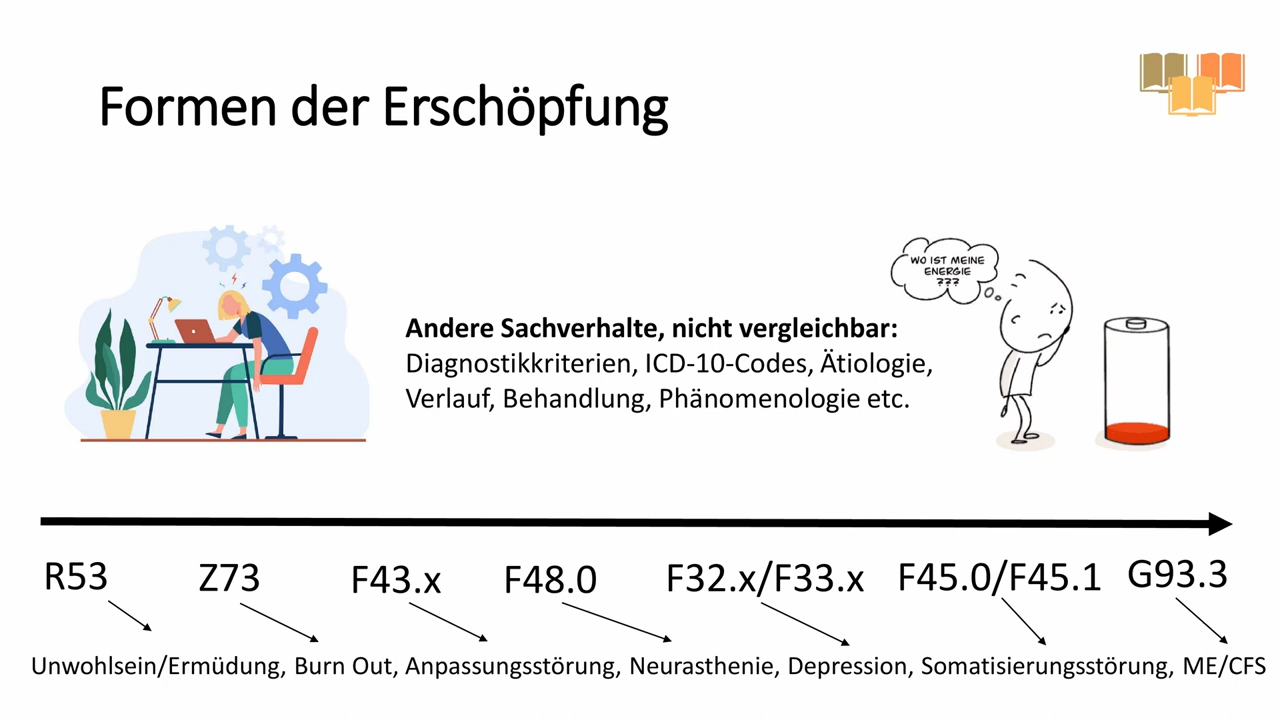 Formen der Erschöpfung
WO IST MEINE
ENERGIE
???
Andere Sachverhalte, nicht vergleichbar:
Diagnostikkriterien, ICD-10-Codes, Ätiologie,
Verlauf, Behandlung, Phänomenologie etc.
R53 Z73 F43.x F48.0 F32.x/F33.x F45.0/F45.1 G93.3
Unwohlsein/Ermüdung, Burn Out, Anpassungsstörung, Neurasthenie, Depression, Somatisierungsstörung, ME/CFS